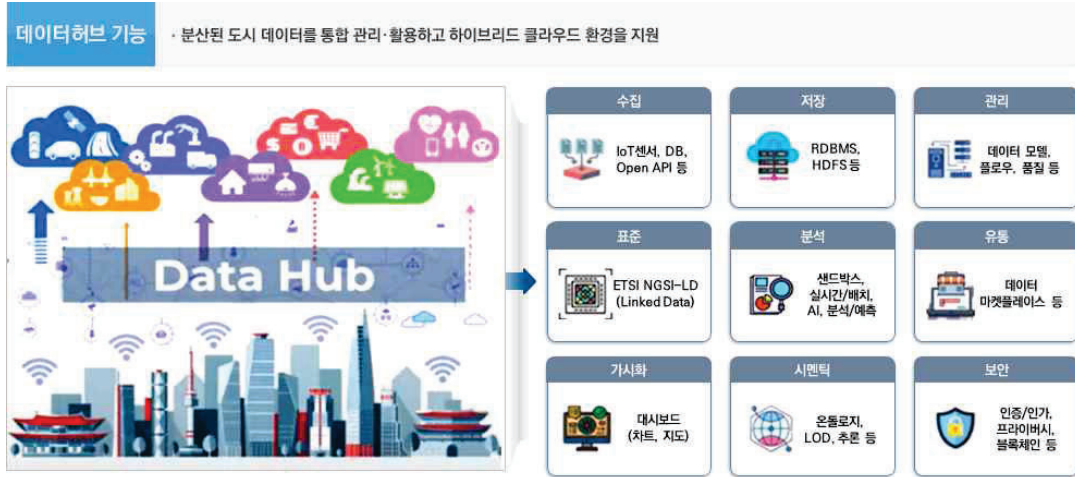 데이터허브 기능
· 분산된 도시 데이터를 통합 관리·활용하고 하이브리드 클라우드 환경을 지원
Data Hub
수집
IoT센서, DB,
Open API 등
저장
RDBMS,
HDFS 등
관리
데이터 모델,
플로우, 품질 등
표준
ETSI NGSI-LD
(Linked Data)
분석
샌드박스,
실시간/배치,
AI, 분석/예측
유통
데이터
마켓플레이스 등
가시화
대시보드
(차트, 지도)
시멘틱
온톨로지,
LOD, 추론 등
보안
인증/인가,
프라이버시,
블록체인 등